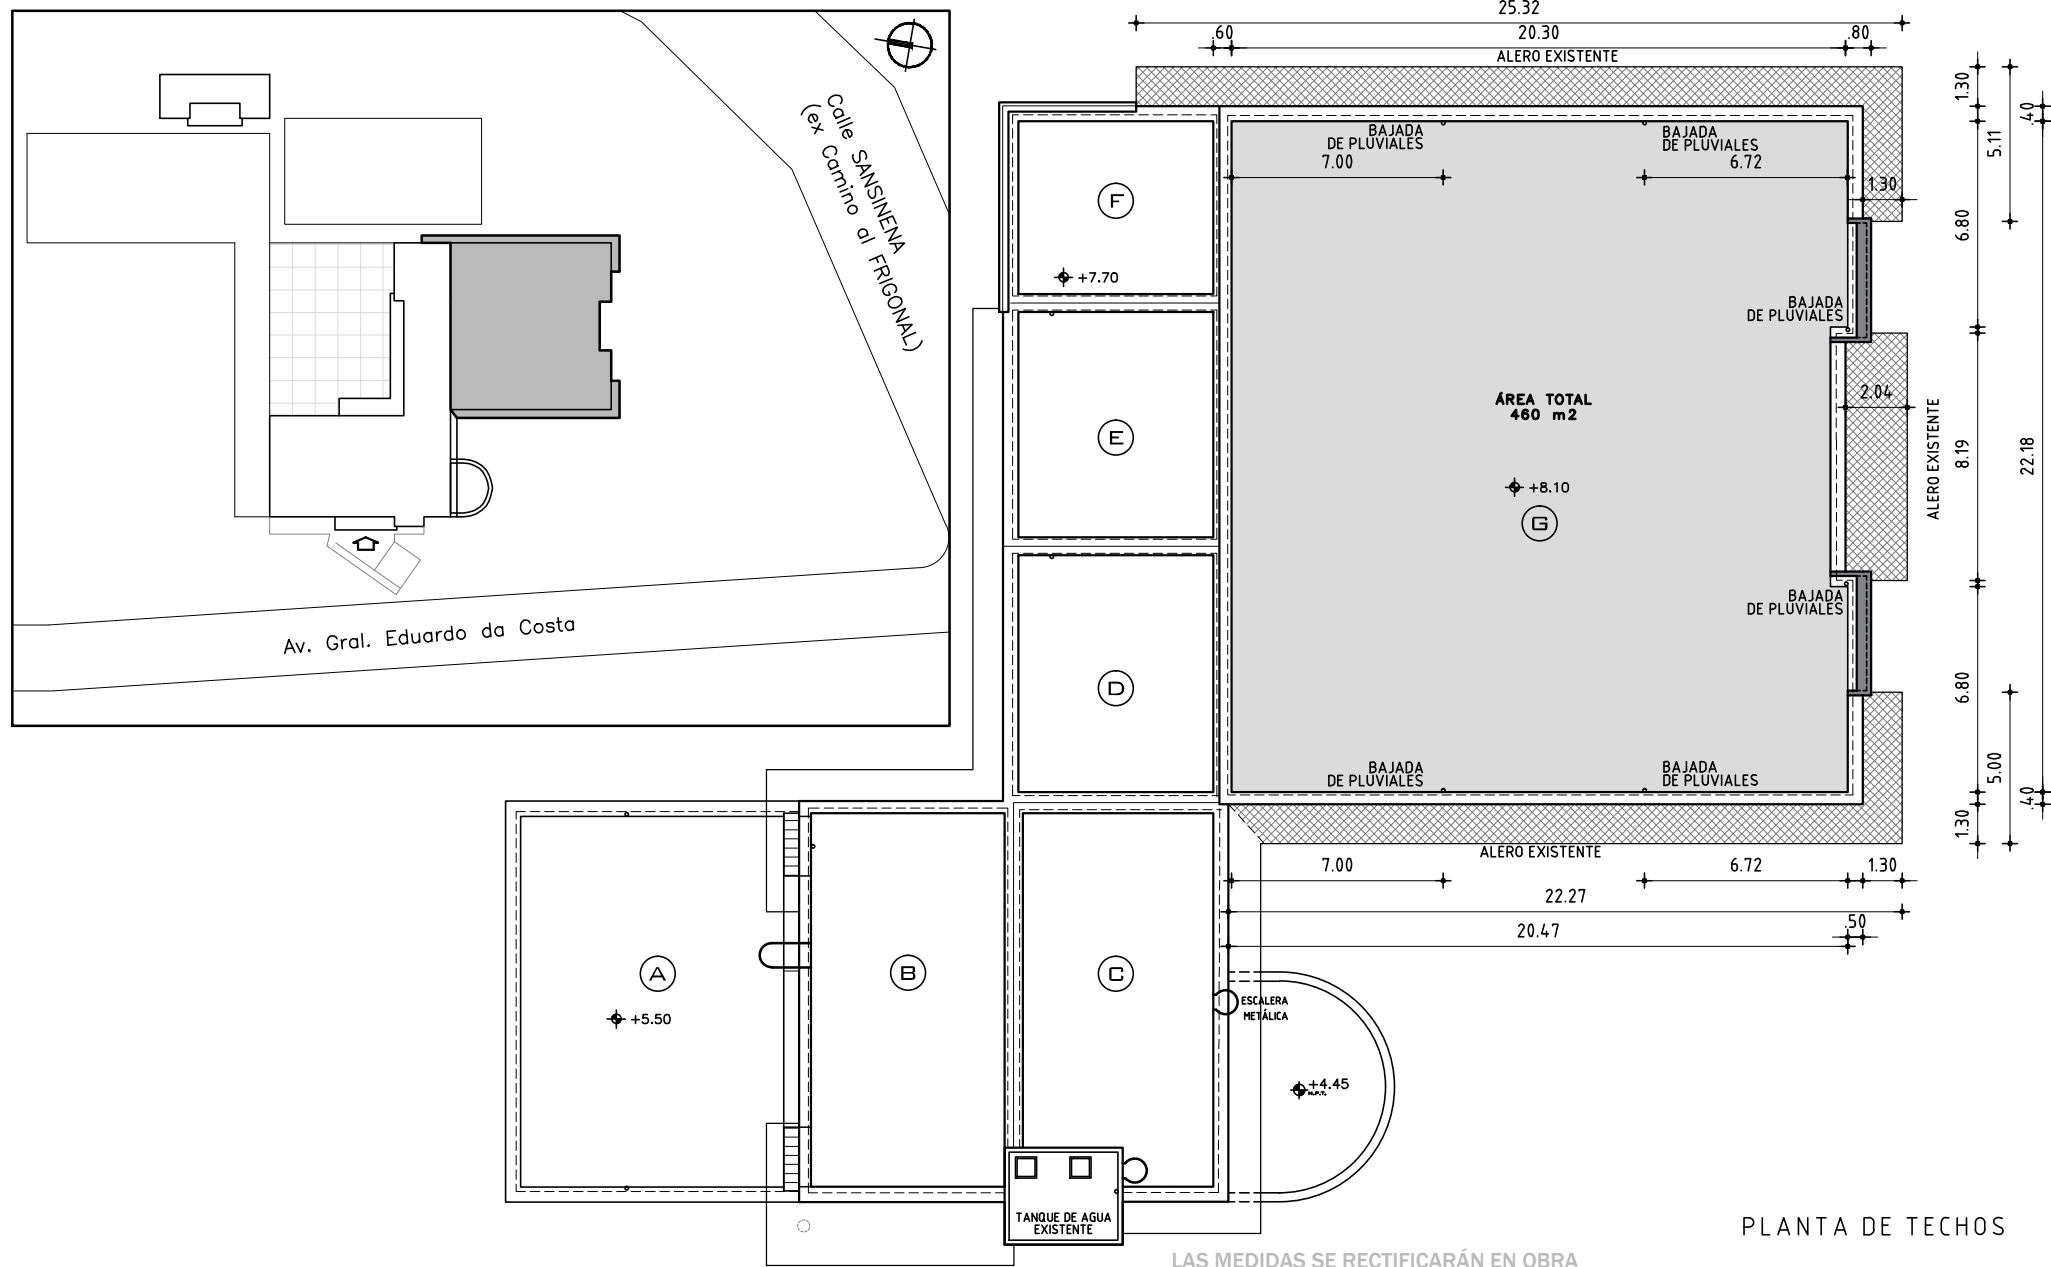 25.32
.60
20.30
.80
ALERO EXISTENTE
1.30
.40
5.11
Calle SANSINENA
(ex Camino al FRIGONAL)
BAJADA
DE PLUVIALES
BAJADA
DE PLUVIALES
7.00
6.72
1.30
F
6.80
+7.70
BAJADA
DE PLUVIALES
ÁREA TOTAL
460 m2
2.04
ALERO EXISTENTE
E
8.19
22.18
+8.10
G
BAJADA
DE PLUVIALES
Av. Gral. Eduardo da Costa
D
6.80
BAJADA
DE PLUVIALES
BAJADA
DE PLUVIALES
5.00
.40
1.30
ALERO EXISTENTE
7.00
6.72
1.30
22.27
20.47
.50
A
B
C
ESCALERA
METÁLICA
+5.50
+4.45
N.P.T.
TANQUE DE AGUA
EXISTENTE
PLANTA DE TECHOS
LAS MEDIDAS SE RECTIFICARÁN EN OBRA